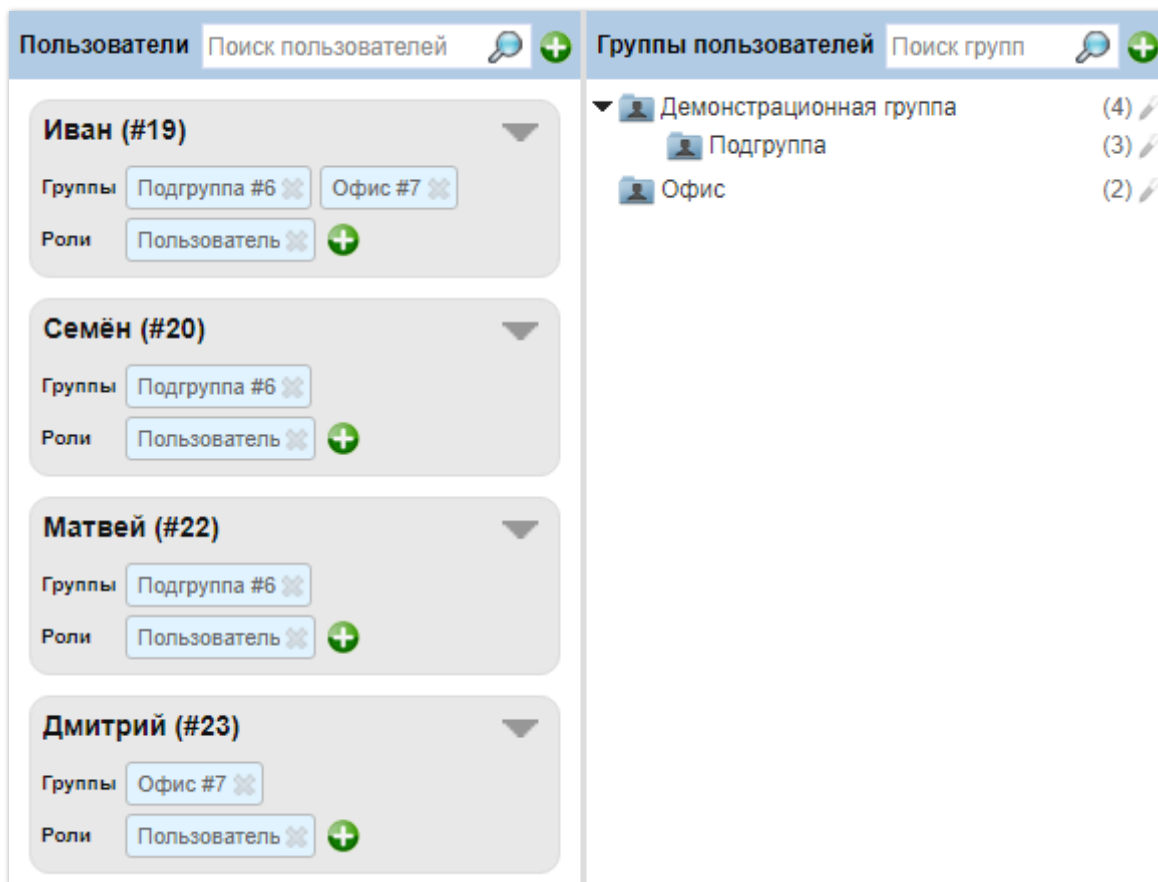 Пользователи Поиск пользователей
Иван (#19)
Группы Подгруппа #6 Офис #7
Роли Пользователь
Семён (#20)
Группы Подгруппа #6
Роли Пользователь
Матвей (#22)
Группы Подгруппа #6
Роли Пользователь
Дмитрий (#23)
Группы Офис #7
Роли Пользователь
Группы пользователей Поиск групп
Демонстрационная группа (4)
Подгруппа (3)
Офис (2)